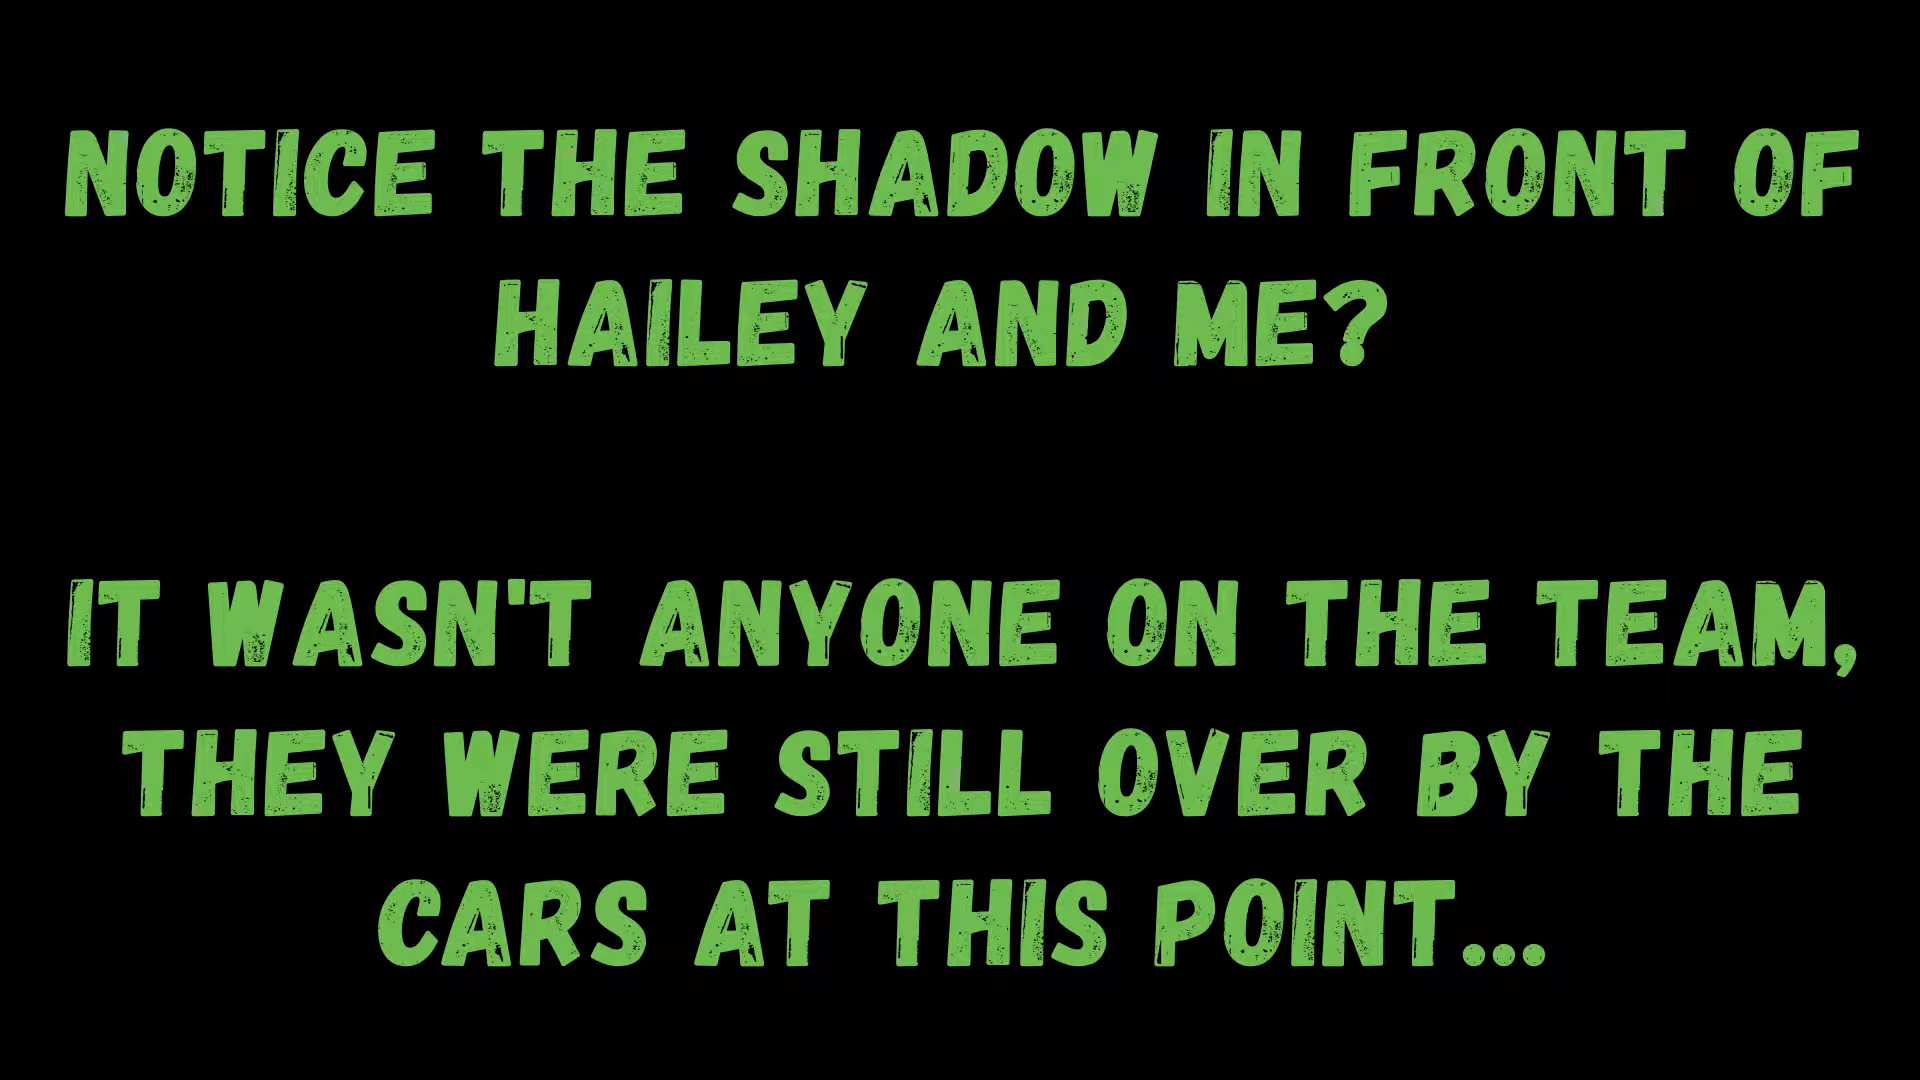 NOTICE THE SHADOW IN FRONT OF
HAILEY AND ME?
IT WASN'T ANYONE ON THE TEAM,
THEY WERE STILL OVER BY THE
CARS AT THIS POINT...